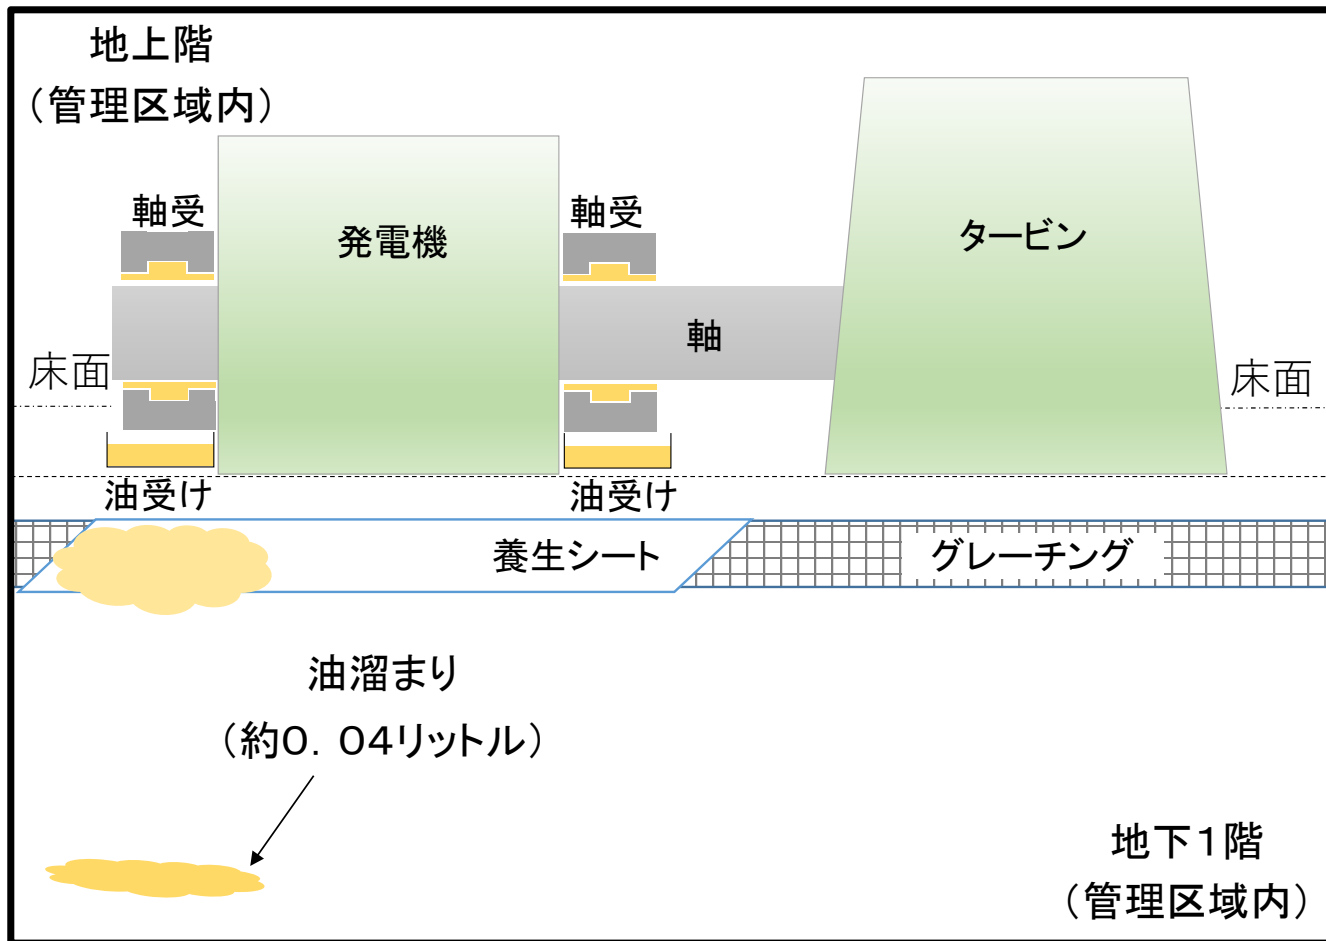 地上階
（管理区域内）
軸受
発電機
軸受
タービン
軸
床面
床面
油受け
油受け
養生シート
グレーチング
油溜まり
（約０．０４リットル）
地下１階
（管理区域内）